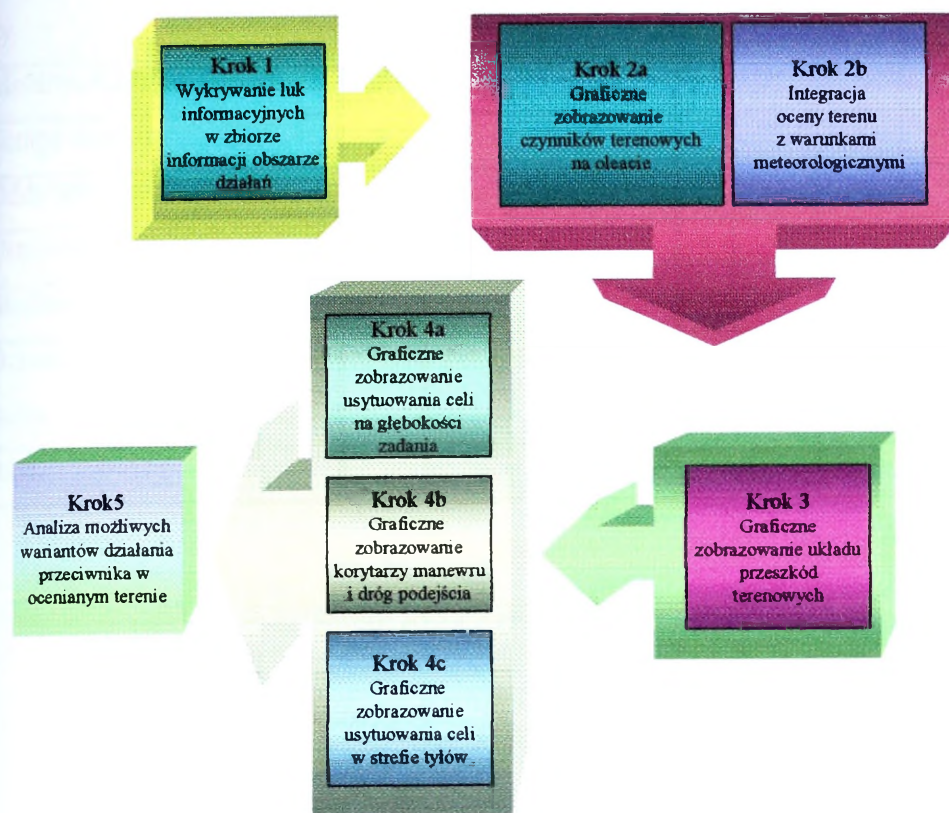 Krok 1
Wykrywanie luk
informacyjnych
w zbiorze
informacji obszarze
działań
Krok 2a
Graficzne
zobrazowanie
czynników terenowych
na oleacie
Krok 2b
Integracja
oceny terenu
z warunkami
meteorologicznymi
Krok 3
Graficzne
zobrazowanie układu
przeszkód
terenowych
Krok 4a
Graficzne
zobrazowanie
usytuowania celi
na głębokości
zadania
Krok 4b
Graficzne
zobrazowanie
korytarzy manewru
i dróg podejścia
Krok 4c
Graficzne
zobrazowanie
usytuowania celi
w strefie tyłów
Krok5
Analiza możliwych
wariantów działania
przeciwnika w
ocenianym terenie